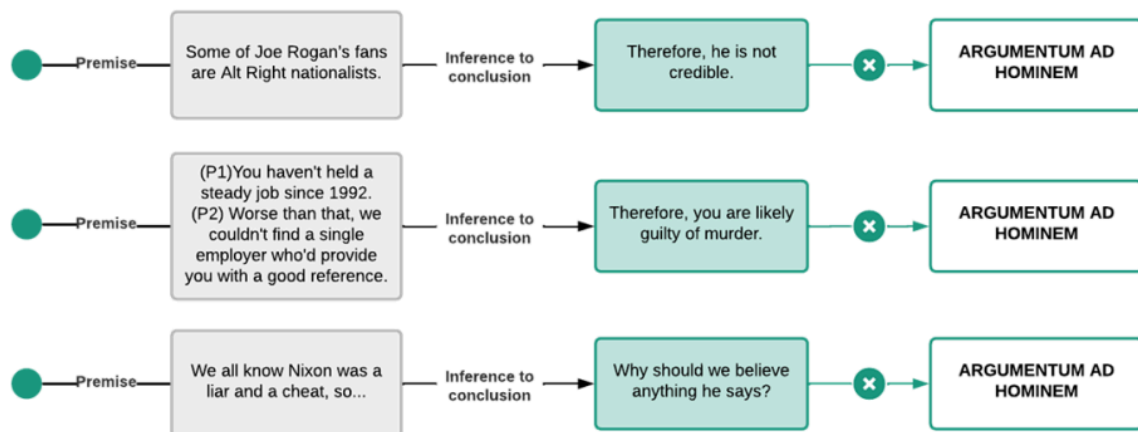 Premise
Some of Joe Rogan's fans
are Alt Right nationalists.
Inference to
conclusion
Therefore, he is not
credible.
ARGUMENTUM AD
HOMINEM
Premise
(P1)You haven't held a
steady job since 1992.
(P2) Worse than that, we
couldn't find a single
employer who'd provide
you with a good reference.
Inference to
conclusion
Therefore, you are likely
guilty of murder.
ARGUMENTUM AD
HOMINEM
Premise
We all know Nixon was a
liar and a cheat, so...
Inference to
conclusion
Why should we believe
anything he says?
ARGUMENTUM AD
HOMINEM